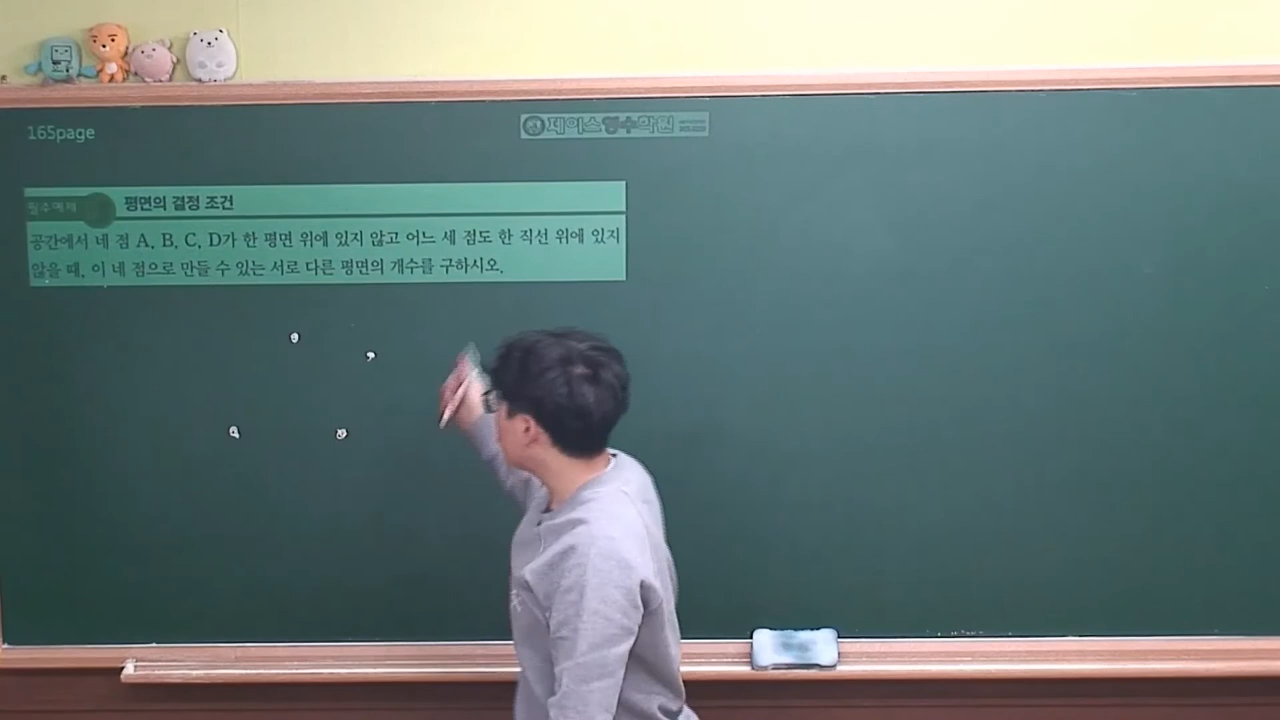 165page
제이스영수학원
필수예제
평면의 결정 조건
공간에서 네 점 A, B, C, D가 한 평면 위에 있지 않고 어느 세 점도 한 직선 위에 있지
않을 때, 이 네 점으로 만들 수 있는 서로 다른 평면의 개수를 구하시오.